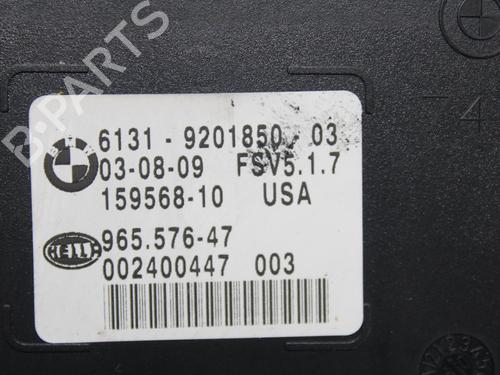 B-PARTS
6131 - 9201850 03
03-08-09 FSV5.1.7
159568-10 USA
HELLA
965.576-47
002400447 003
4